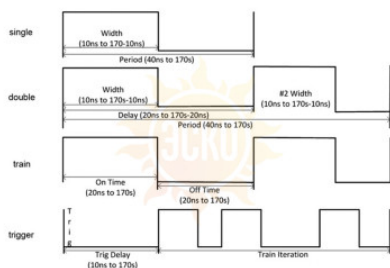 single
Width
(10ns to 170-10ns)
Period (40ns to 170s)
double
Width
(10ns to 170s-10ns)
#2 Width
(10ns to 170s-10ns)
Delay (20ns to 170s-20ns)
Period (40ns to 170s)
train
ЭСКО
On Time
(20ns to 170s)
Off Time
(20ns to 170s)
trigger
Trig
Trig Delay
(10ns to 170s)
Train Iteration